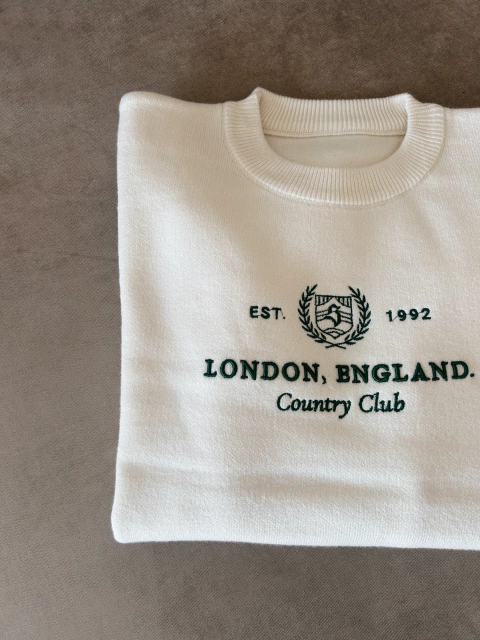 EST. 1992
LONDON, BNGLAND.
Country Club